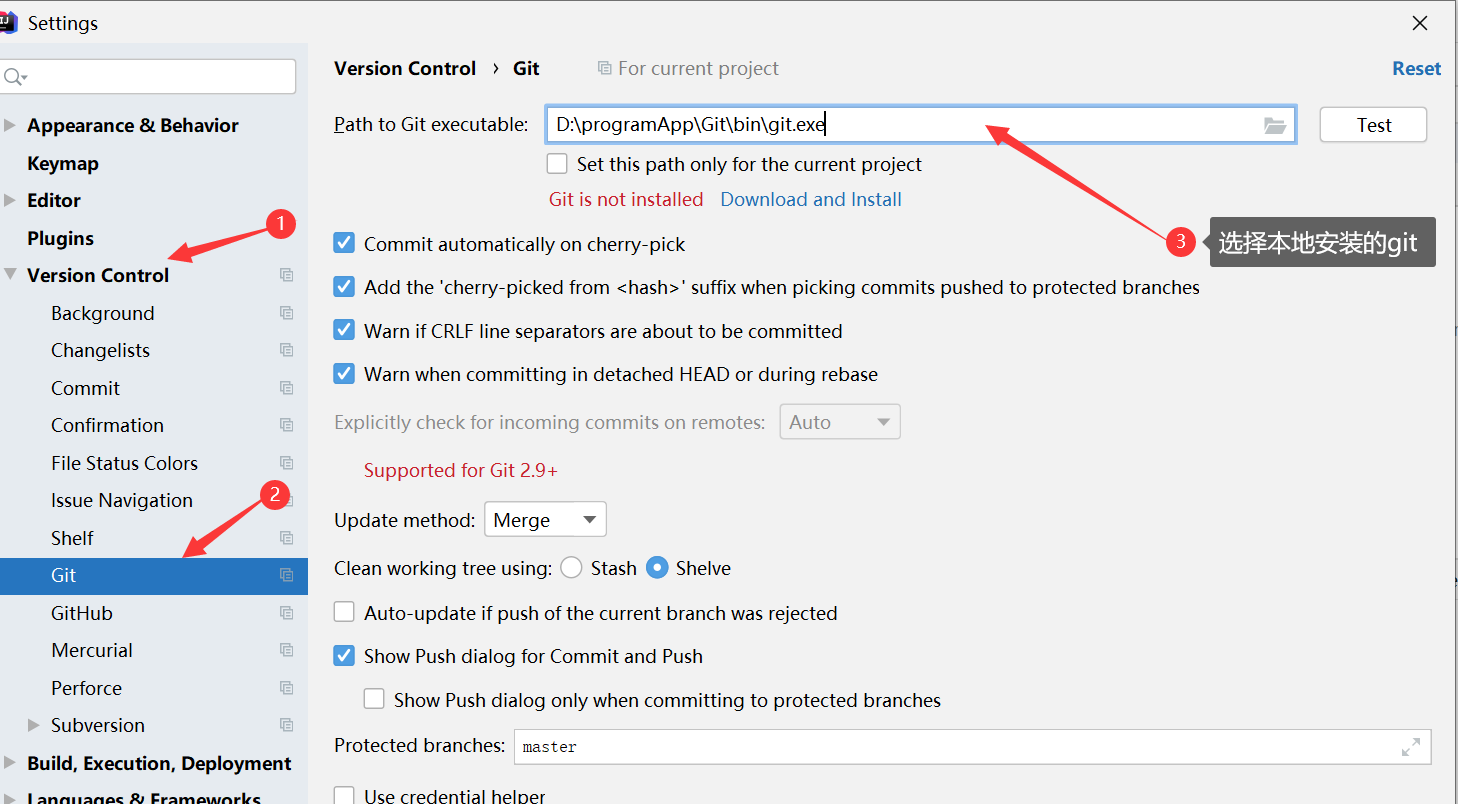 Settings
Version Control › Git
For current project
Reset
Appearance & Behavior
Keymap
Editor
Plugins
Version Control
Background
Changelists
Commit
Confirmation
File Status Colors
Issue Navigation
Shelf
Git
GitHub
Mercurial
Perforce
Subversion
Build, Execution, Deployment
Languages & Frameworks
1
2
Path to Git executable: D:\programApp\Git\bin\git.exe Test
Set this path only for the current project
Git is not installed Download and Install
3 选择本地安装的git
Commit automatically on cherry-pick
Add the 'cherry-picked from <hash>' suffix when picking commits pushed to protected branches
Warn if CRLF line separators are about to be committed
Warn when committing in detached HEAD or during rebase
Explicitly check for incoming commits on remotes: Auto
Supported for Git 2.9+
Update method: Merge
Clean working tree using: Stash Shelve
Auto-update if push of the current branch was rejected
Show Push dialog for Commit and Push
Show Push dialog only when committing to protected branches
Protected branches: master
Use credential helper